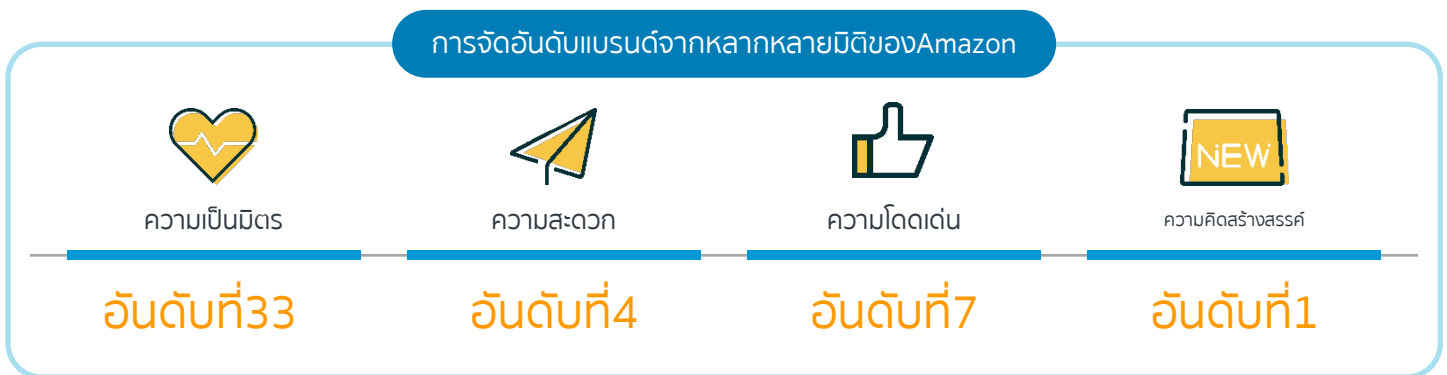 การจัดอันดับแบรนด์จากหลากหลายมิติของAmazon
NEW
ความเป็นมิตร
ความสะดวก
ความโดดเด่น
ความคิดสร้างสรรค์
อันดับที่33
อันดับที่4
อันดับที่7
อันดับที่1